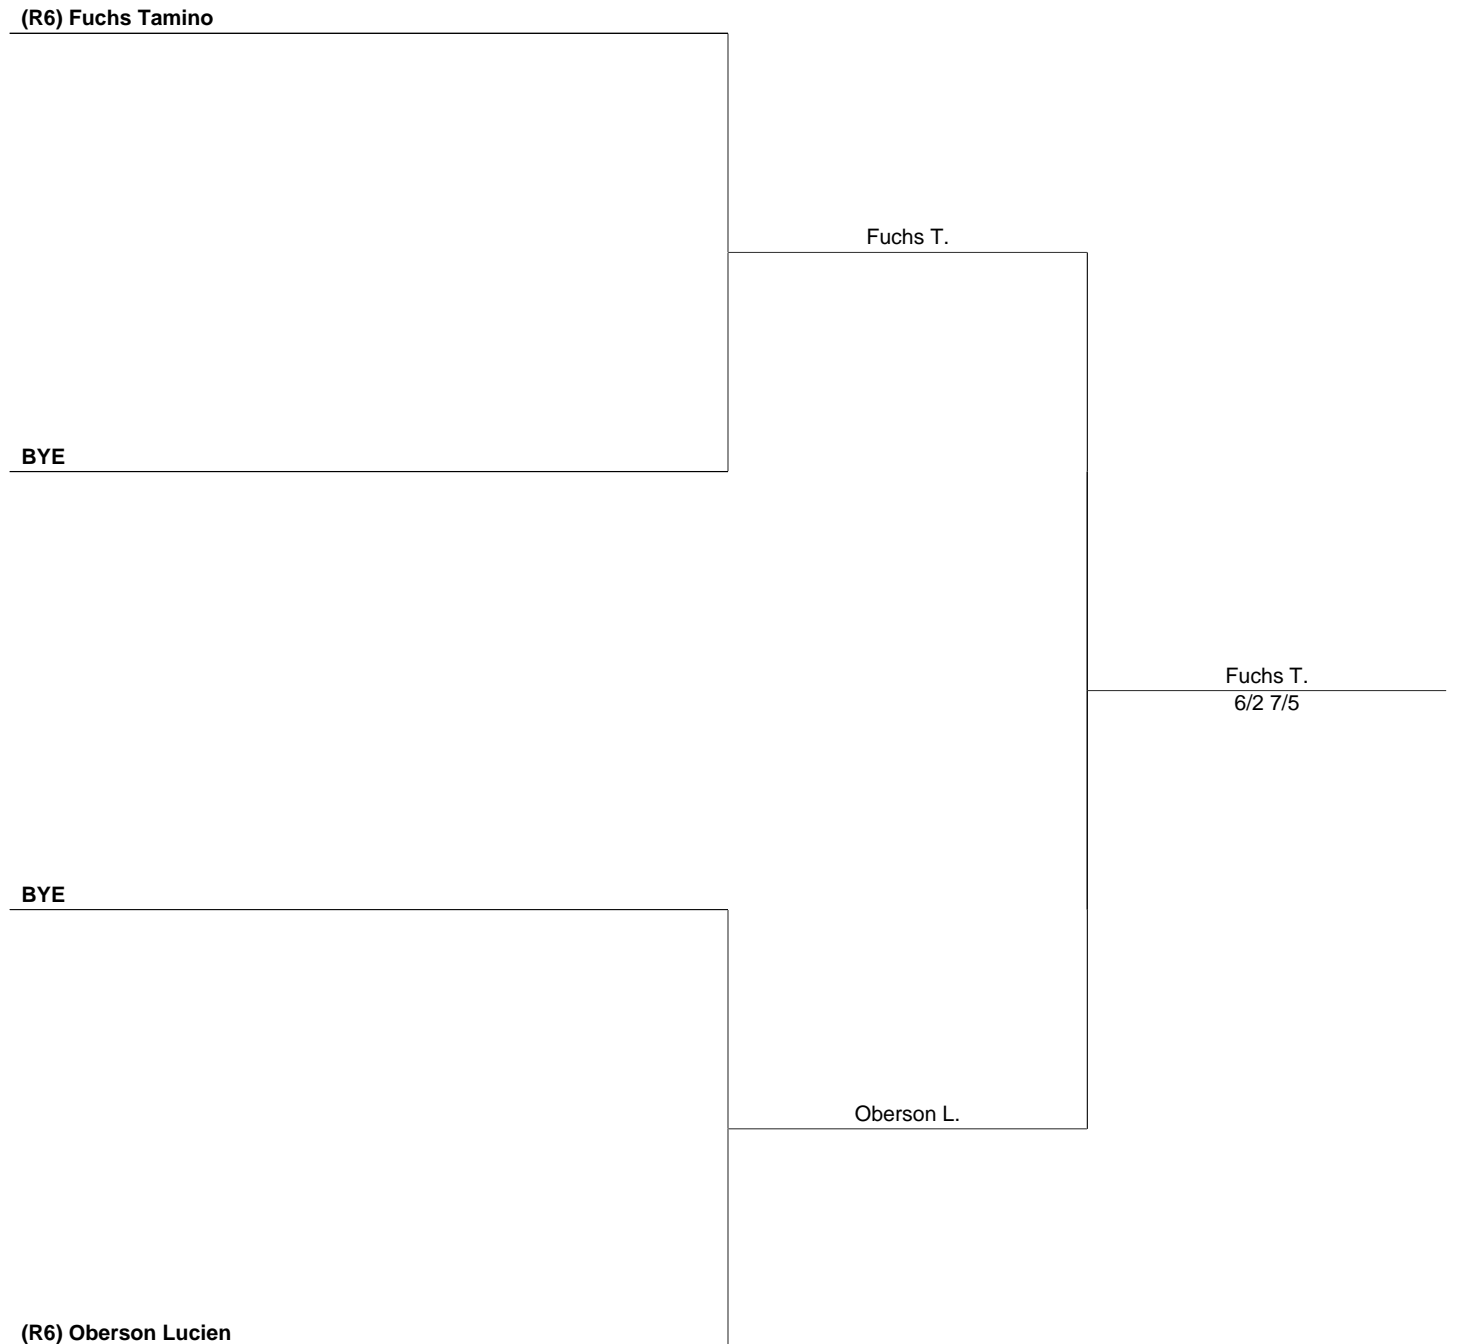 (R6) Fuchs Tamino
Fuchs T.
BYE
Fuchs T.
6/2 7/5
BYE
Oberson L.
(R6) Oberson Lucien